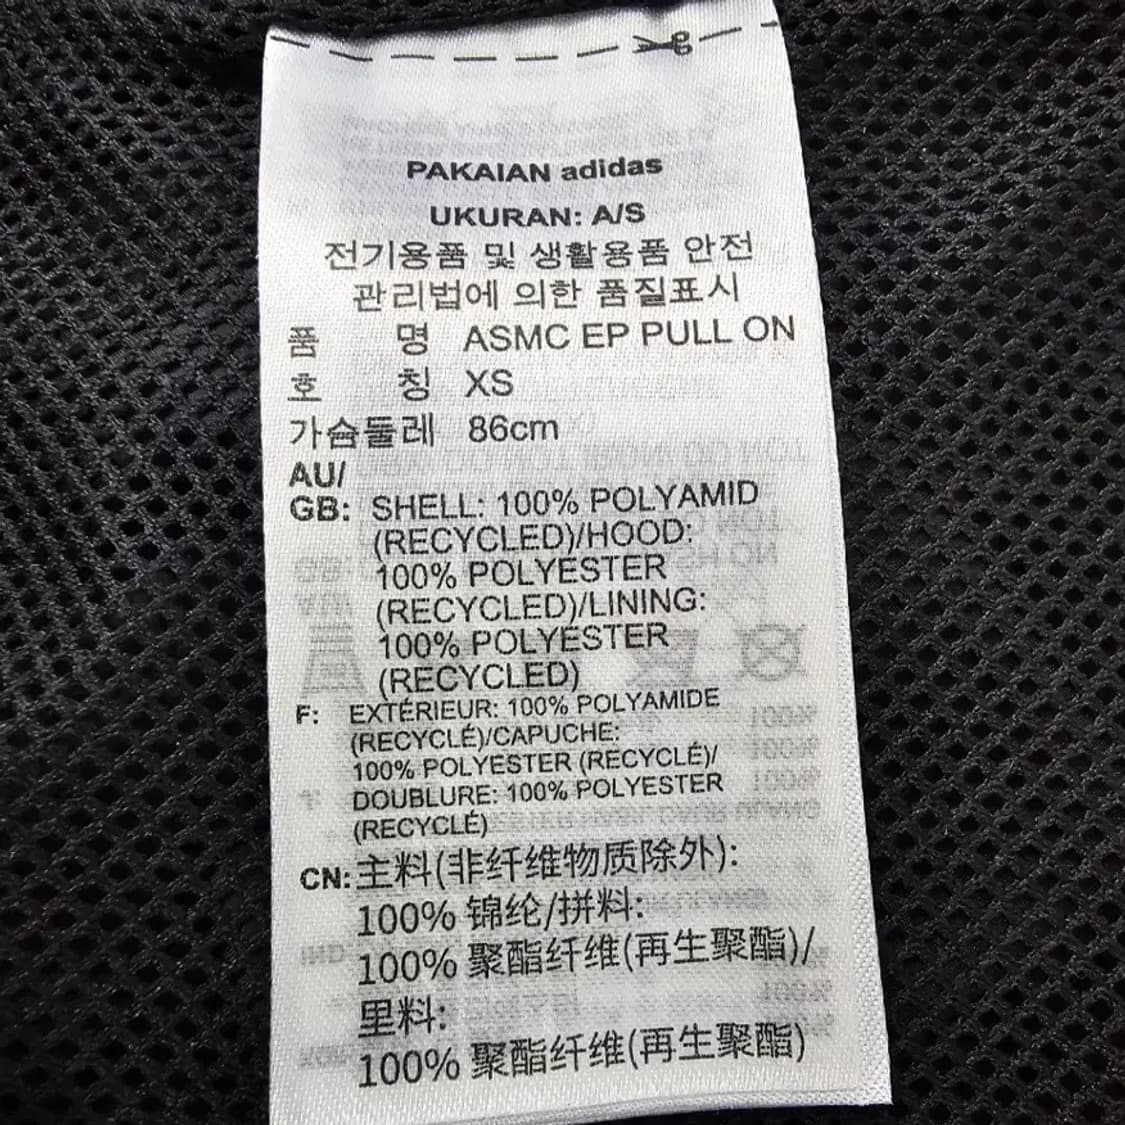 PAKAIAN adidas
UKURAN: A/S
전기용품 및 생활용품 안전
관리법에 의한 품질표시
품 명 ASMC EP PULL ON
호 칭 XS
가슴둘레 86cm
AU/
GB: SHELL: 100% POLYAMID
(RECYCLED)/HOOD:
100% POLYESTER
(RECYCLED)/LINING:
100% POLYESTER
(RECYCLED)
F: EXTÉRIEUR: 100% POLYAMIDE
(RECYCLÉ)/CAPUCHE:
100% POLYESTER (RECYCLÉ)/
DOUBLURE: 100% POLYESTER
(RECYCLÉ)
CN: 主料(非纤维物质除外):
100% 锦纶/拼料:
100% 聚酯纤维(再生聚酯)/
里料:
100% 聚酯纤维(再生聚酯)